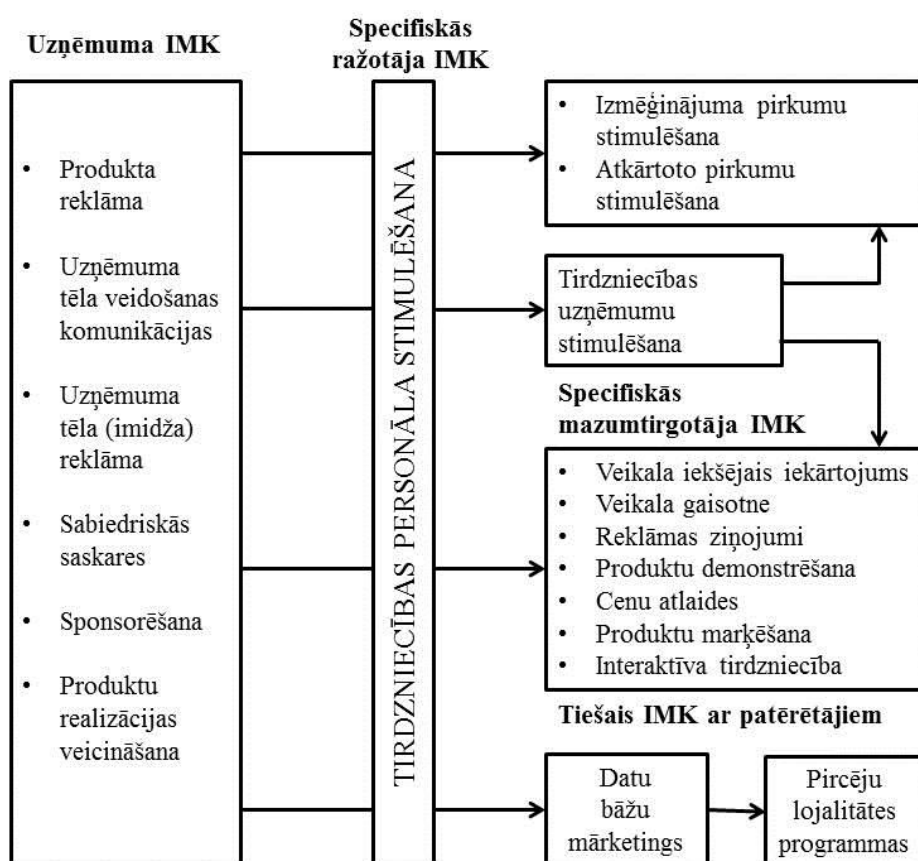 Uzņēmuma IMK
Specifiskās
ražotāja IMK
• Produkta
reklāma
• Uzņēmuma
tēla veidošanas
komunikācijas
• Uzņēmuma
tēla (imidža)
reklāma
• Sabiedriskās
saskares
• Sponsorēšana
• Produktu
realizācijas
veicināšana
TIRDZNIECĪBAS PERSONĀLA STIMULĒŠANA
• Izmēģinājuma pirkumu
stimulēšana
• Atkārtoto pirkumu
stimulēšana
Tirdzniecības
uzņēmumu
stimulēšana
Specifiskās
mazumtirgotāja IMK
• Veikala iekšējais iekārtojums
• Veikala gaisotne
• Reklāmas ziņojumi
• Produktu demonstrēšana
• Cenu atlaides
• Produktu marķēšana
• Interaktīva tirdzniecība
Tiešais IMK ar patērētājiem
Datu
bāžu
mārketings
Pircēju
lojalitātes
programmas